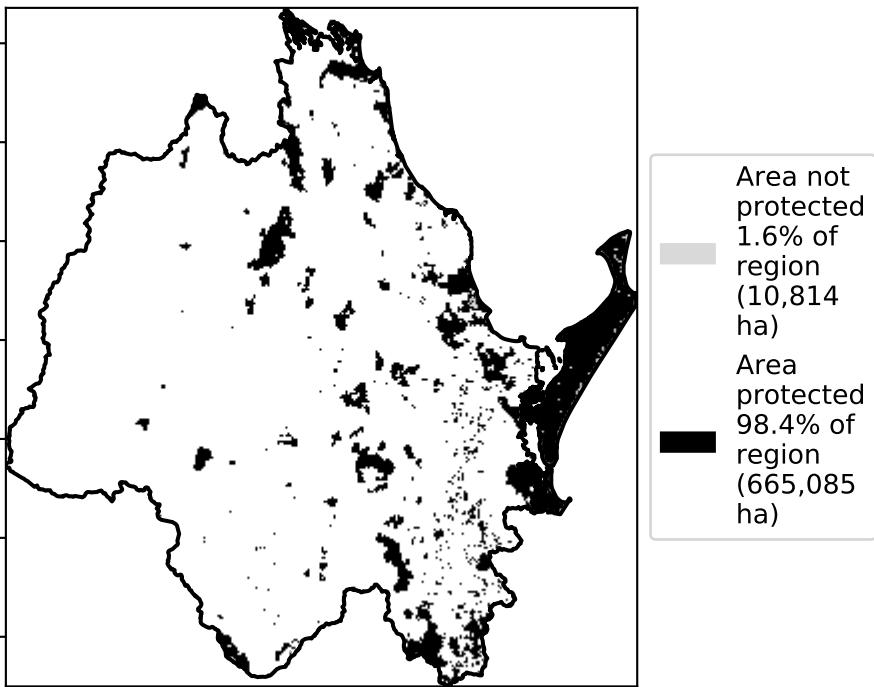 Area not
protected
1.6% of
region
(10,814
ha)
Area
protected
98.4% of
region
(665,085
ha)